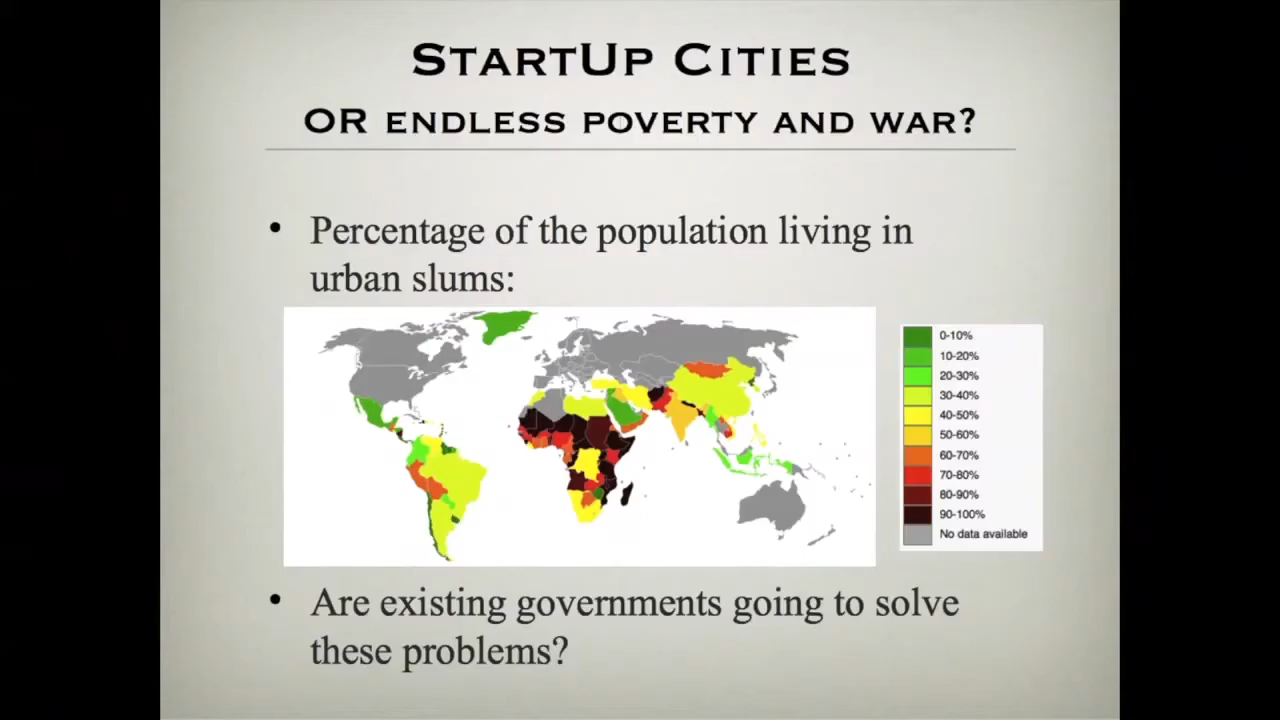 StartUp Cities
or endless poverty and war?
• Percentage of the population living in
urban slums:
0-10%
10-20%
20-30%
30-40%
40-50%
50-60%
60-70%
70-80%
80-90%
90-100%
No data available
• Are existing governments going to solve
these problems?